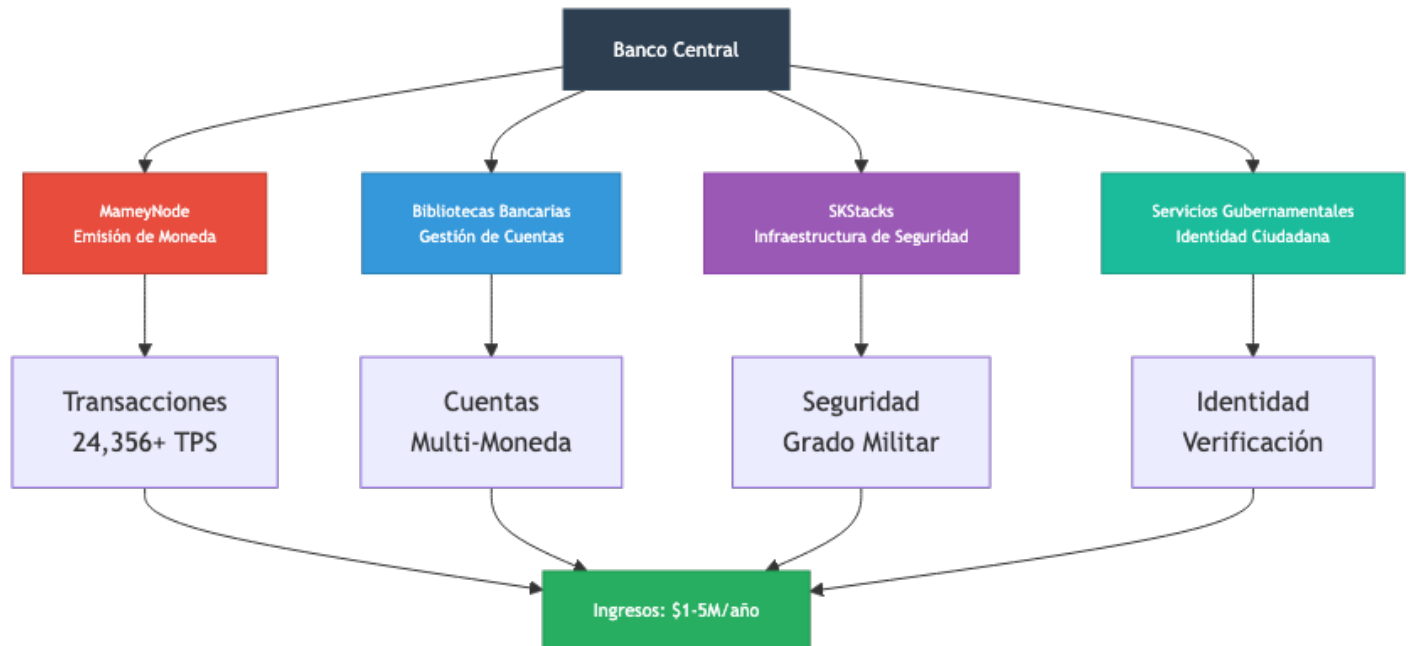 Banco Central
MameyNode
Emisión de Moneda
Bibliotecas Bancarias
Gestión de Cuentas
SKStacks
Infraestructura de Seguridad
Servicios Gubernamentales
Identidad Ciudadana
Transacciones
24,356+ TPS
Cuentas
Multi-Moneda
Seguridad
Grado Militar
Identidad
Verificación
Ingresos: $1-5M/año